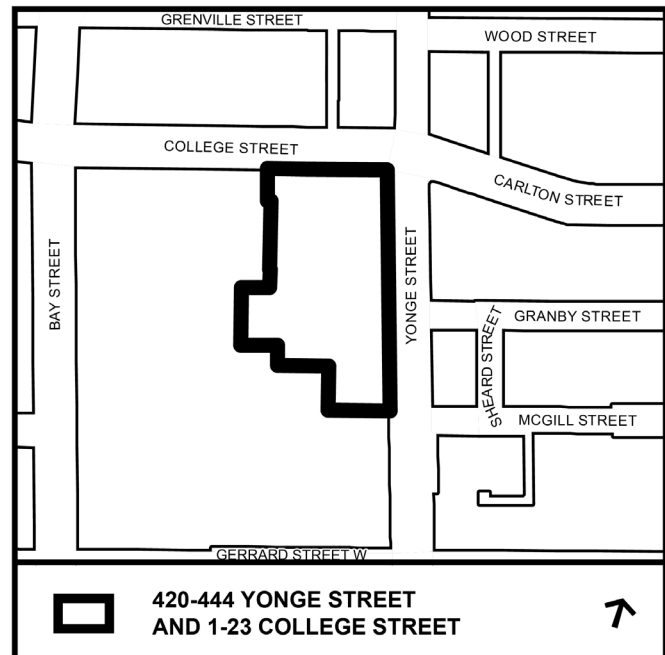 GRENVILLE STREET
WOOD STREET
COLLEGE STREET
CARLTON STREET
BAY STREET
YONGE STREET
GRANBY STREET
SHEARD STREET
MCGILL STREET
GERRARD STREET W
420-444 YONGE STREET
AND 1-23 COLLEGE STREET